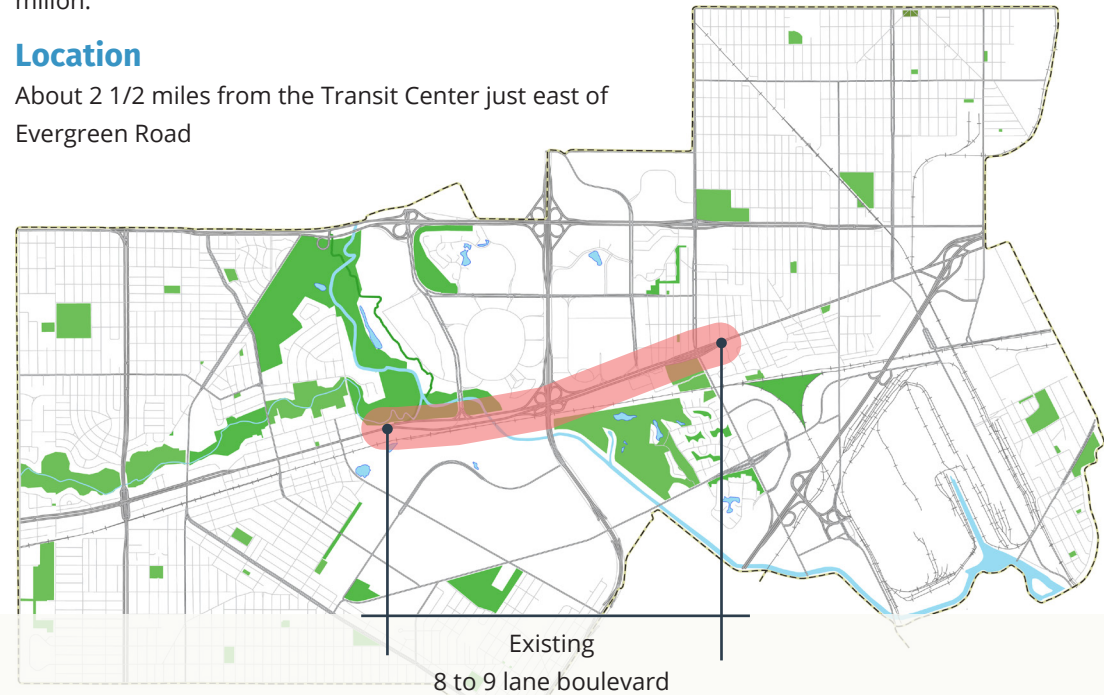 millon.
Location
About 2 1/2 miles from the Transit Center just east of
Evergreen Road
Existing
8 to 9 lane boulevard